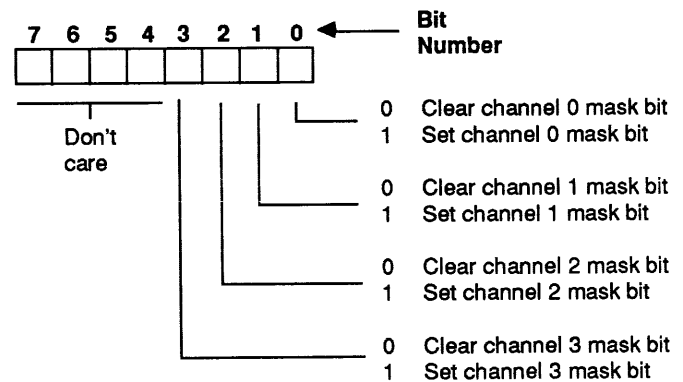 7 6 5 4 3 2 1 0
Bit
Number
Don't
care
0 Clear channel 0 mask bit
1 Set channel 0 mask bit
0 Clear channel 1 mask bit
1 Set channel 1 mask bit
0 Clear channel 2 mask bit
1 Set channel 2 mask bit
0 Clear channel 3 mask bit
1 Set channel 3 mask bit